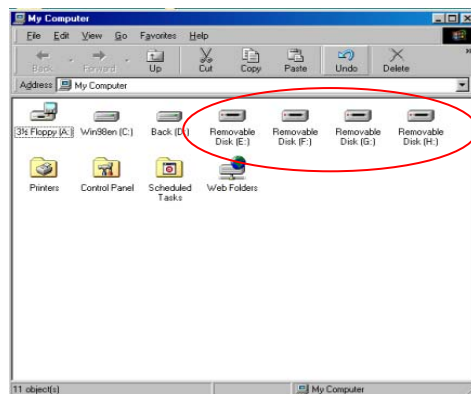 My Computer
File Edit View Go Favorites Help
Back Forward Up Cut Copy Paste Undo Delete »
Address My Computer
3½ Floppy (A:) Win98en (C:) Back (D:) Removable Removable Removable Removable
Disk (E:) Disk (F:) Disk (G:) Disk (H:)
Printers Control Panel Scheduled Web Folders
Tasks
11 object(s) My Computer